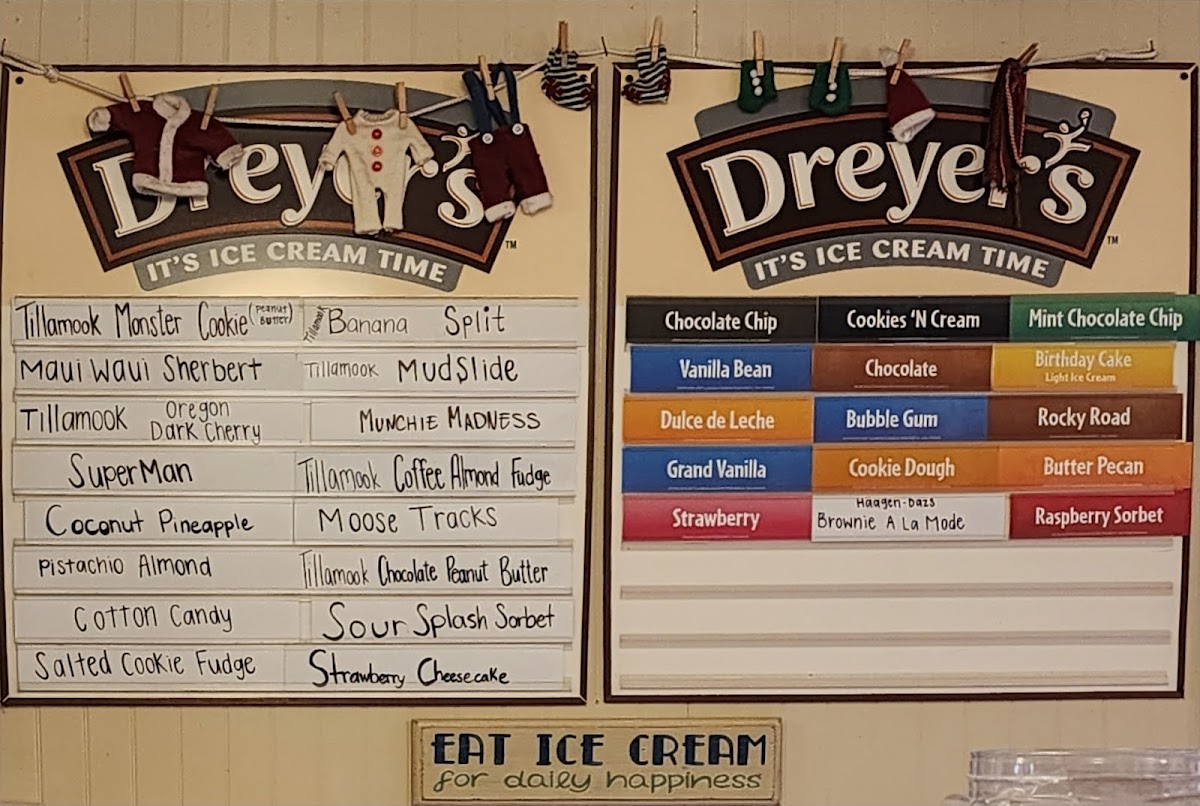 Dreyer's
™
IT'S ICE CREAM TIME
Tillamook Monster Cookie (Peanut Butter)
Tillamook Banana Split
Maui Waui Sherbert
Tillamook MudSlide
Tillamook Oregon
Dark Cherry
MUNCHIE MADNESS
SuperMan
Tillamook Coffee Almond Fudge
Coconut Pineapple
Moose Tracks
Pistachio Almond
Tillamook Chocolate Peanut Butter
Cotton Candy
Sour Splash Sorbet
Salted Cookie Fudge
Strawberry Cheesecake
Dreyer's
™
IT'S ICE CREAM TIME
Chocolate Chip
Cookies 'N Cream
Mint Chocolate Chip
Vanilla Bean
Chocolate
Birthday Cake
Light Ice Cream
Dulce de Leche
Bubble Gum
Rocky Road
Grand Vanilla
Cookie Dough
Butter Pecan
Strawberry
Häagen-Dazs
Brownie A La Mode
Raspberry Sorbet
EAT ICE CREAM
for daily happiness